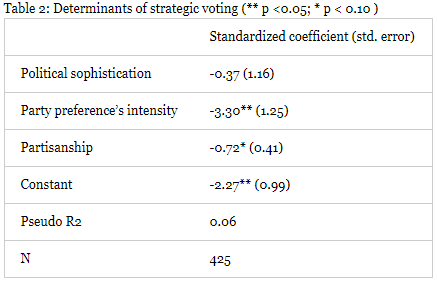 Table 2: Determinants of strategic voting (** p <0.05; * p < 0.10 )
Standardized coefficient (std. error)
Political sophistication -0.37 (1.16)
Party preference's intensity -3.30** (1.25)
Partisanship -0.72* (0.41)
Constant -2.27** (0.99)
Pseudo R2 0.06
N 425